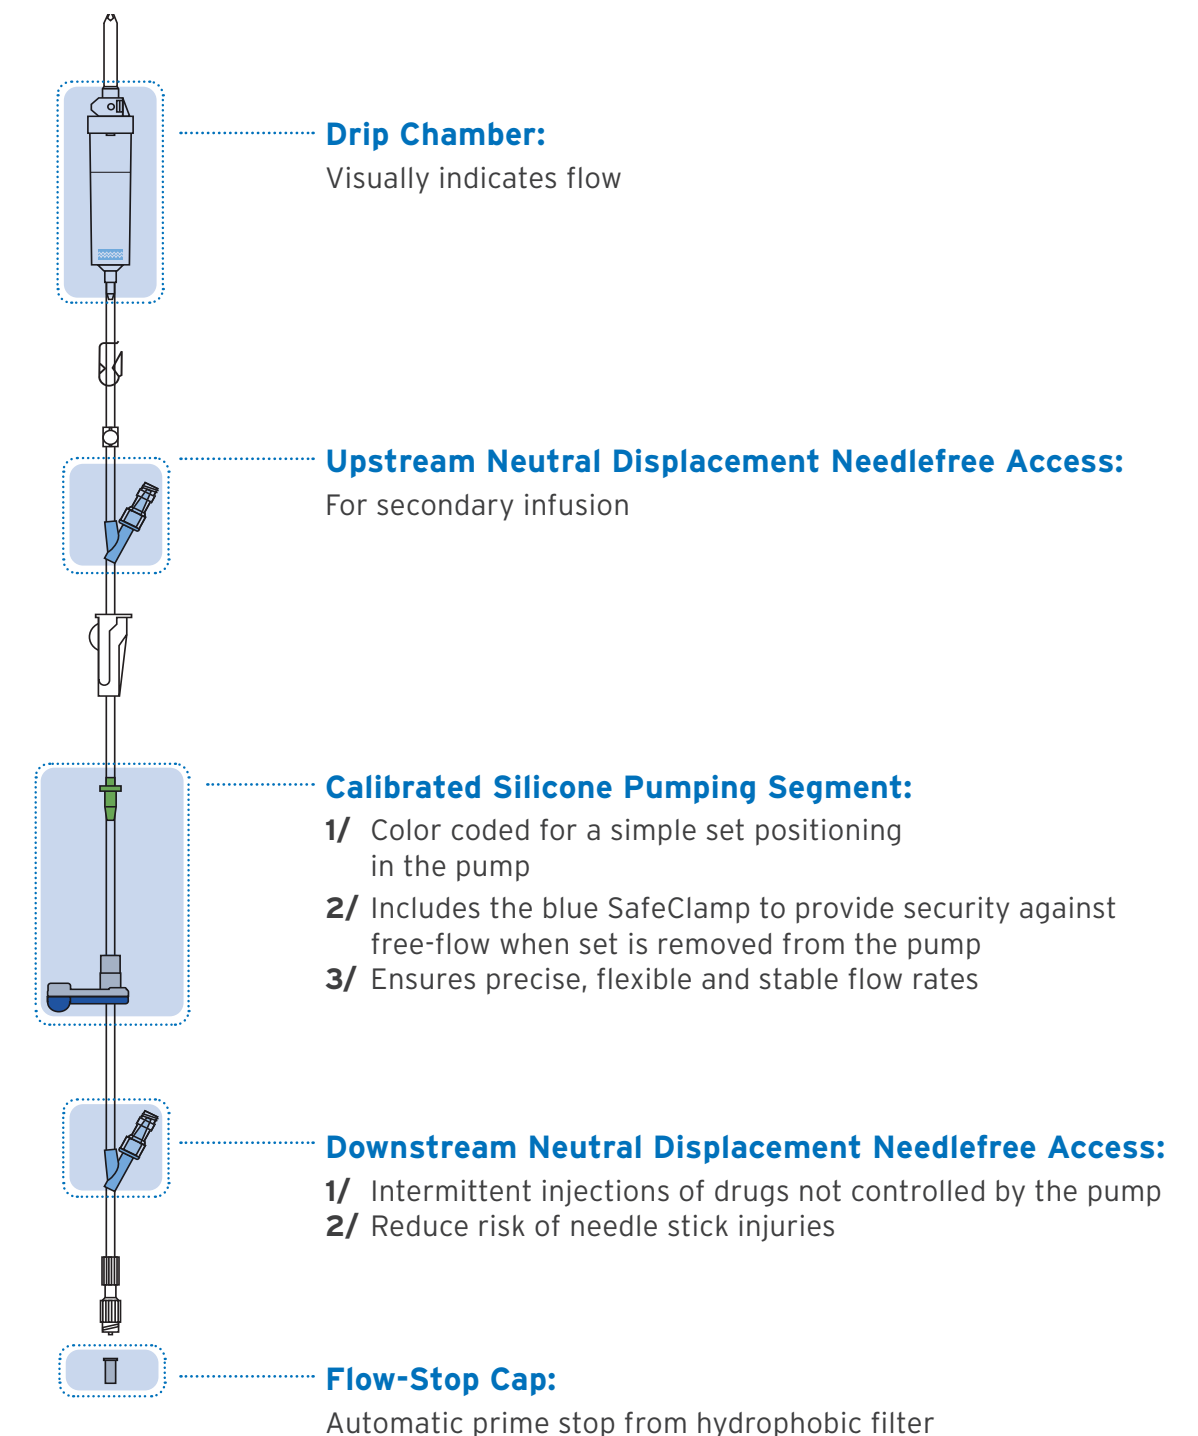 Drip Chamber:
Visually indicates flow
Upstream Neutral Displacement Needlefree Access:
For secondary infusion
Calibrated Silicone Pumping Segment:
1/ Color coded for a simple set positioning
in the pump
2/ Includes the blue SafeClamp to provide security against
free-flow when set is removed from the pump
3/ Ensures precise, flexible and stable flow rates
Downstream Neutral Displacement Needlefree Access:
1/ Intermittent injections of drugs not controlled by the pump
2/ Reduce risk of needle stick injuries
Flow-Stop Cap:
Automatic prime stop from hydrophobic filter